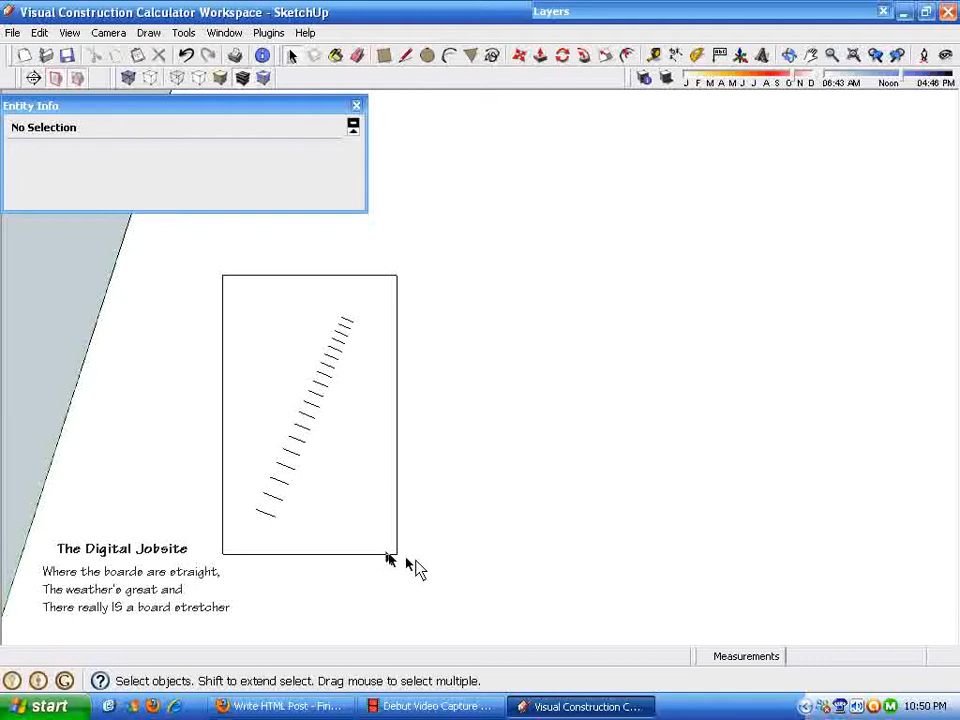 Visual Construction Calculator Workspace - SketchUp
Layers
File Edit View Camera Draw Tools Window Plugins Help
J F M A M J J A S O N D 06:43 AM Noon 04:46 PM
Entity Info
No Selection
The Digital Jobsite
Where the boards are straight,
The weather's great and
There really IS a board stretcher
Measurements
Select objects. Shift to extend select. Drag mouse to select multiple.
start Write HTML Post - Fir... Debut Video Capture ... Visual Construction C... 10:50 PM